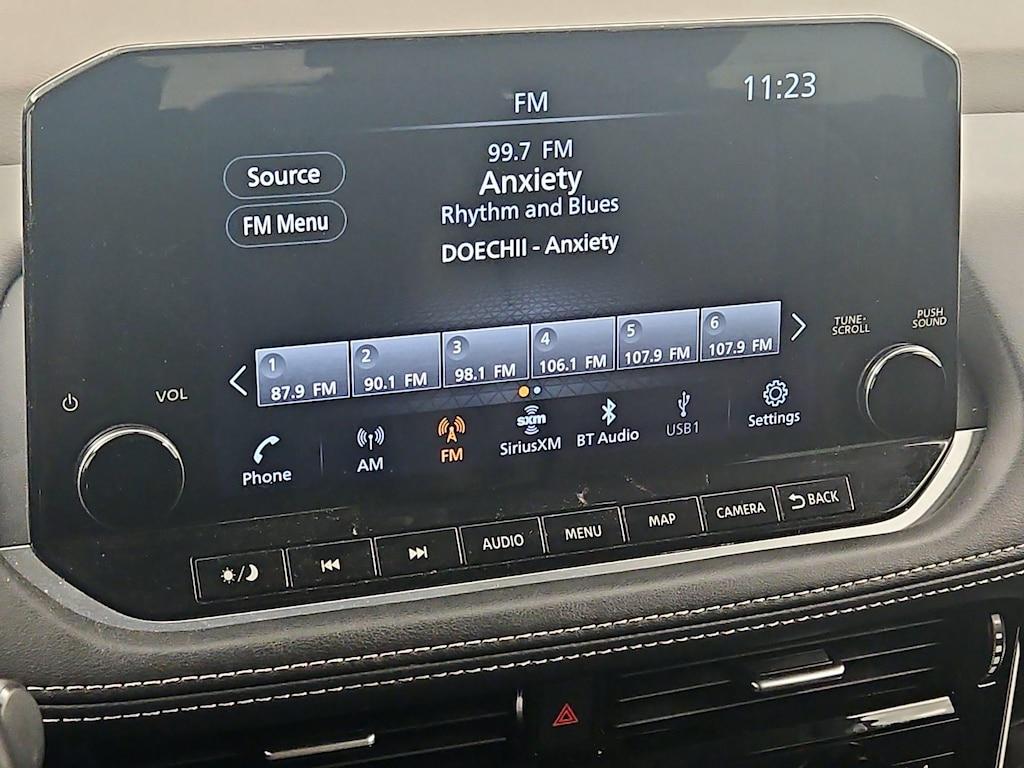 FM
11:23
99.7 FM
Source
Anxiety
FM Menu
Rhythm and Blues
DOECHII - Anxiety
TUNE·
SCROLL
PUSH
SOUND
1
87.9 FM
2
90.1 FM
3
98.1 FM
4
106.1 FM
5
107.9 FM
6
107.9 FM
VOL
Phone
AM
FM
sxm
SiriusXM
BT Audio
USB1
Settings
AUDIO
MENU
MAP
CAMERA
BACK